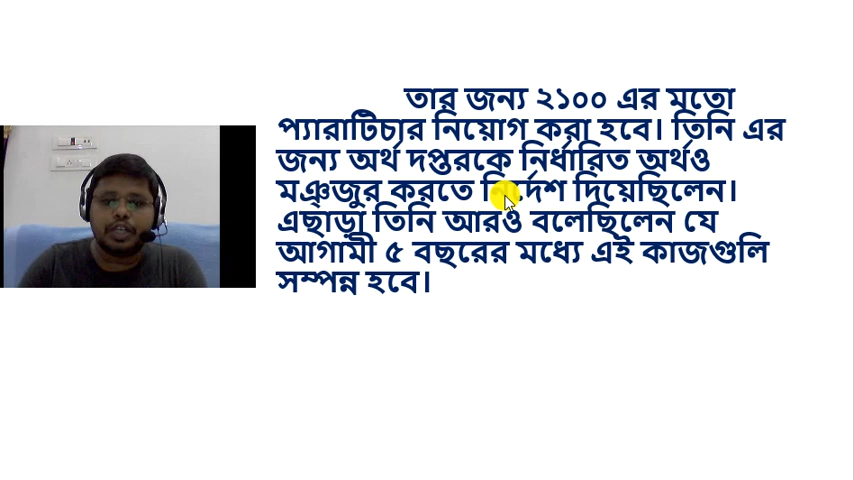 তার জন্য ২১০০ এর মতো
প্যারাটিচার নিয়োগ করা হবে। তিনি এর
জন্য অর্থ দপ্তরকে নির্ধারিত অর্থও
মঞ্জুর করতে নির্দেশ দিয়েছিলেন।
এছাড়া তিনি আরও বলেছিলেন যে
আগামী ৫ বছরের মধ্যে এই কাজগুলি
সম্পন্ন হবে।